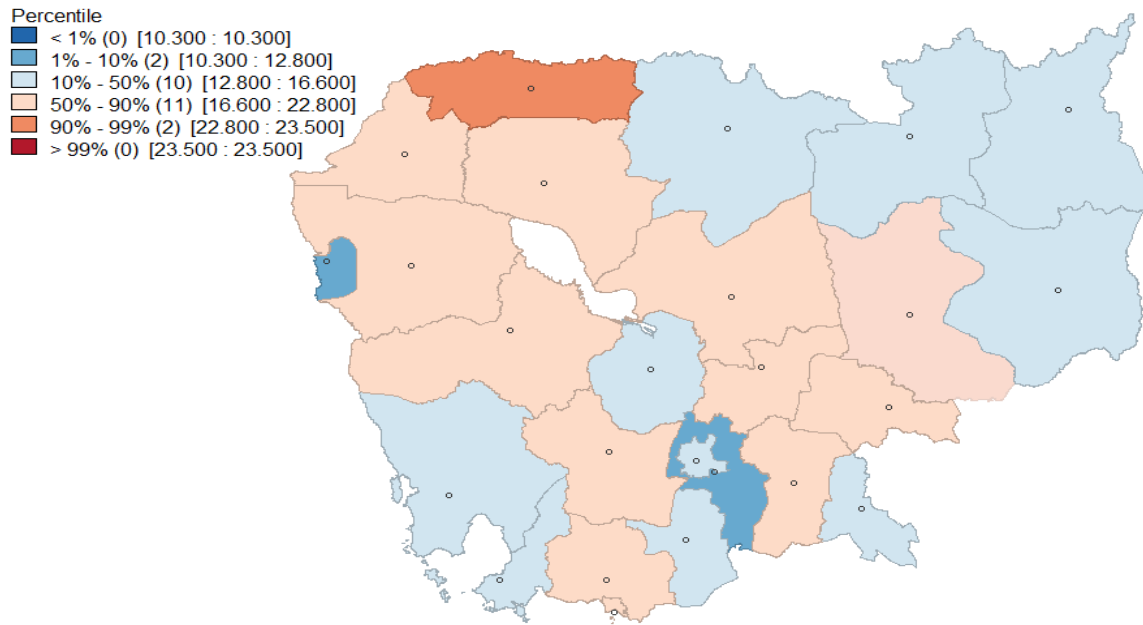 Percentile
< 1% (0) [10.300 : 10.300]
1% - 10% (2) [10.300 : 12.800]
10% - 50% (10) [12.800 : 16.600]
50% - 90% (11) [16.600 : 22.800]
90% - 99% (2) [22.800 : 23.500]
> 99% (0) [23.500 : 23.500]